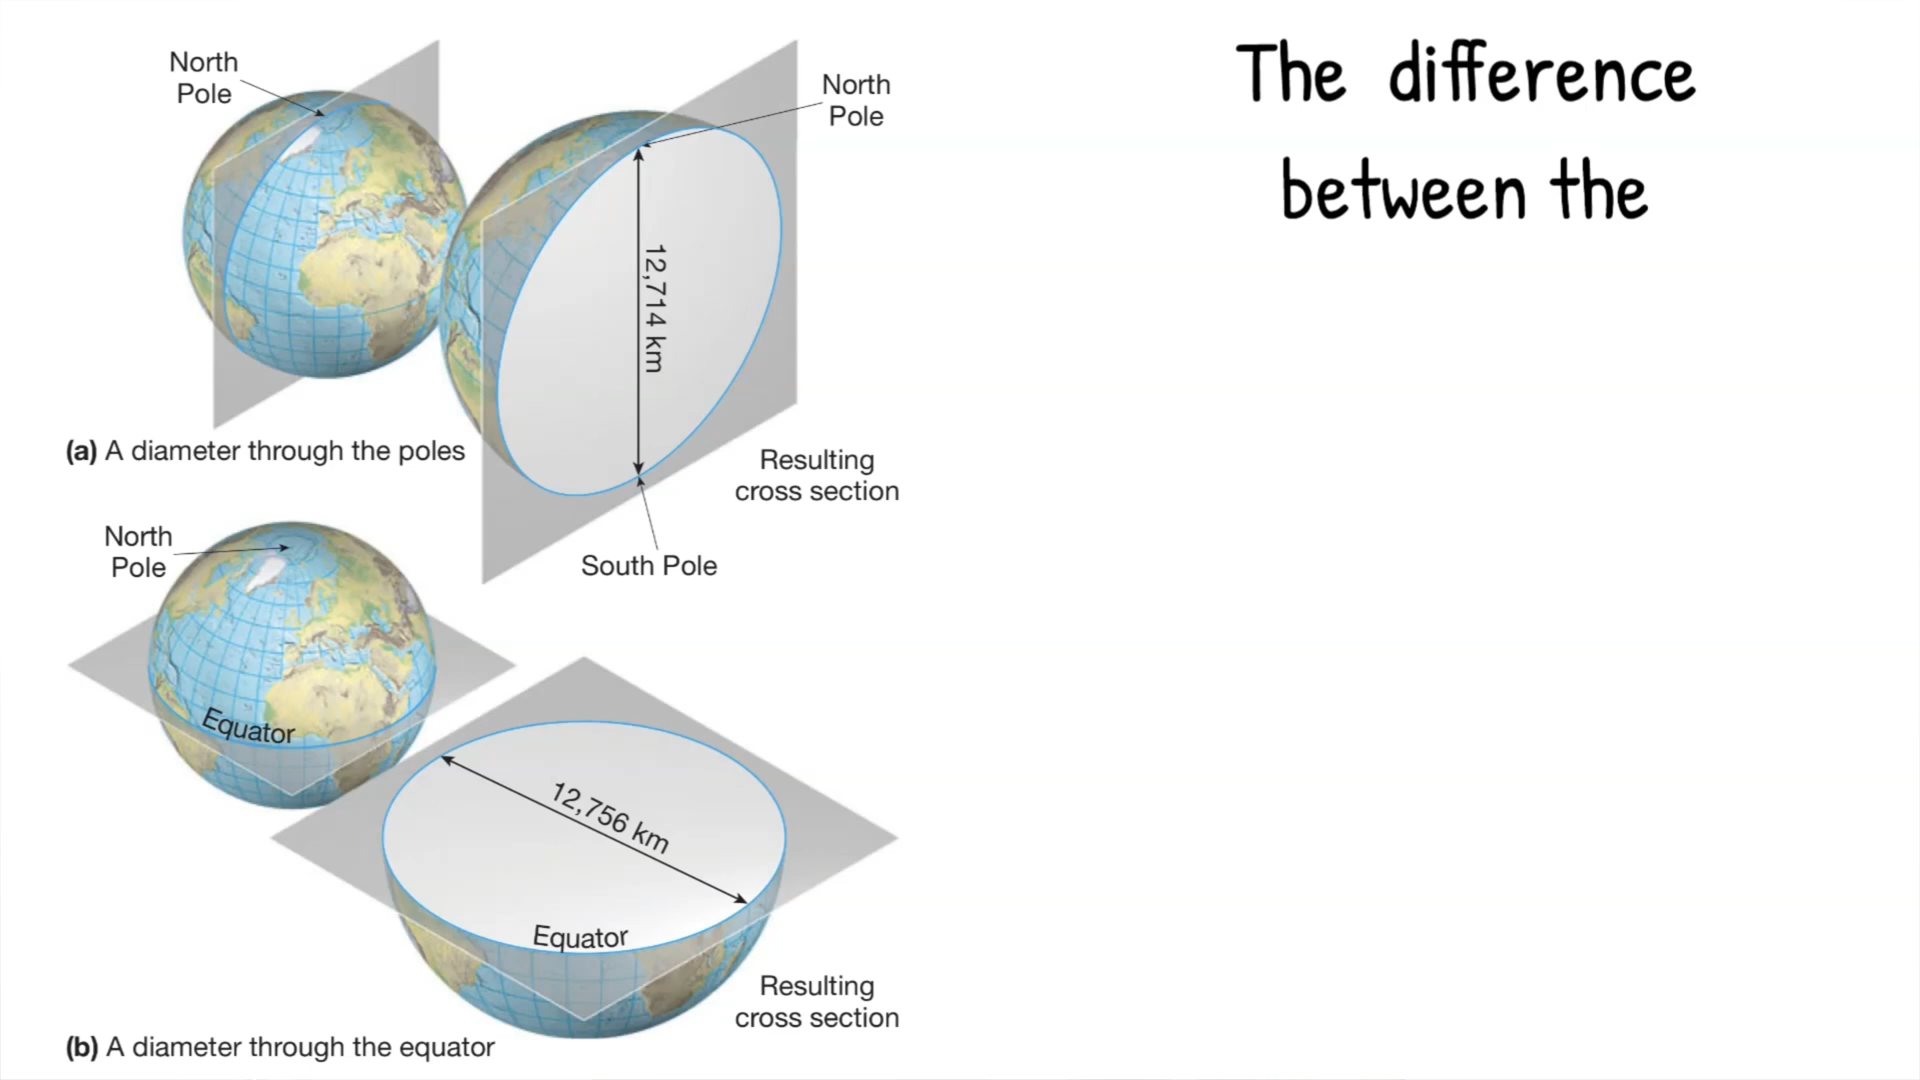 North
Pole
North
Pole
12,714 km
(a) A diameter through the poles
Resulting
cross section
South Pole
North
Pole
Equator
12,756 km
Equator
Resulting
cross section
(b) A diameter through the equator
The difference
between the